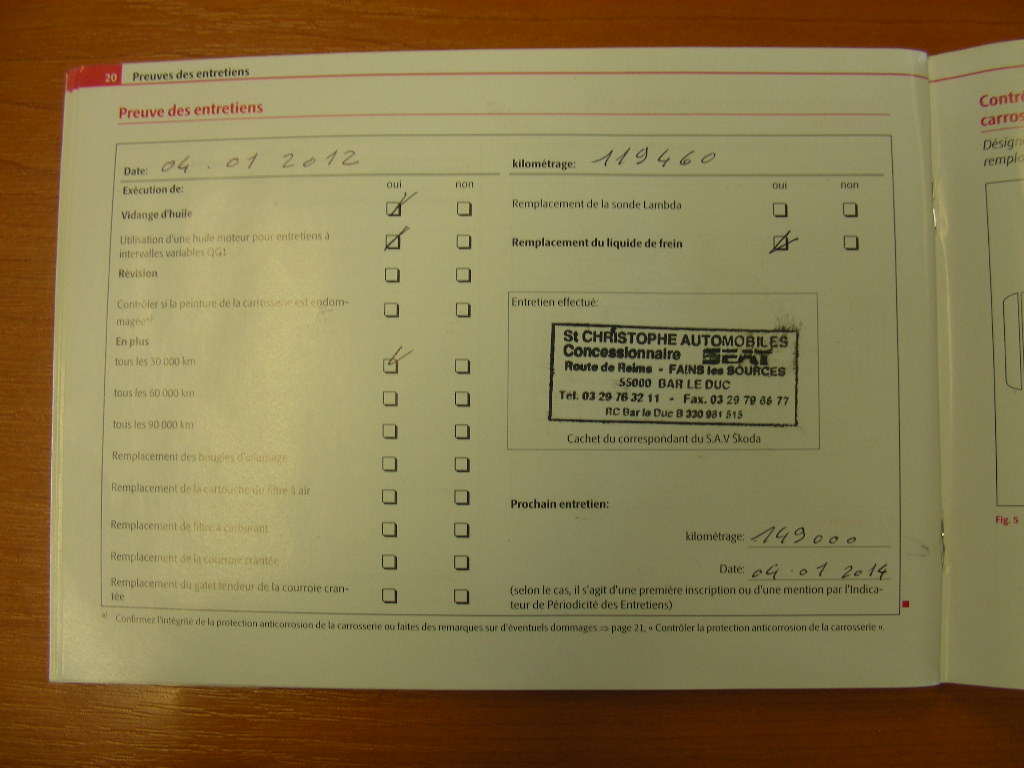 20 Preuves des entretiens
Preuve des entretiens
Date: 04.01 2012
kilométrage: 119460
Exécution de:
oui non
Vidange d'huile
Utilisation d'une huile moteur pour entretiens à
intervalles variables QG1
Révision
Contrôler si la peinture de la carrosserie est endom-
magée a)
En plus
tous les 30 000 km
tous les 60 000 km
tous les 90 000 km
Remplacement des bougies d'allumage
Remplacement de la cartouche du filtre à air
Remplacement de filtre à carburant
Remplacement de la courroie crantée
Remplacement du galet tendeur de la courroie cran-
tée
oui non
Remplacement de la sonde Lambda
Remplacement du liquide de frein
Entretien effectué:
St CHRISTOPHE AUTOMOBILES
Concessionnaire SEAT
Route de Reims - FAINS les SOURCES
55000 BAR LE DUC
Tél. 03 29 76 32 11 - Fax. 03 29 79 66 77
RC Bar le Duc B 330 981 515
Cachet du correspondant du S.A.V Škoda
Prochain entretien:
kilométrage: 149000
Date: 04.01 2014
(selon le cas, il s'agit d'une première inscription ou d'une mention par l'Indica-
teur de Périodicité des Entretiens)
a) Confirmez l'intégrité de la protection anticorrosion de la carrosserie ou faites des remarques sur d'éventuels dommages ⇒ page 21, « Contrôler la protection anticorrosion de la carrosserie ».
Contrô
carros
Désign
rempla
Fig. 5